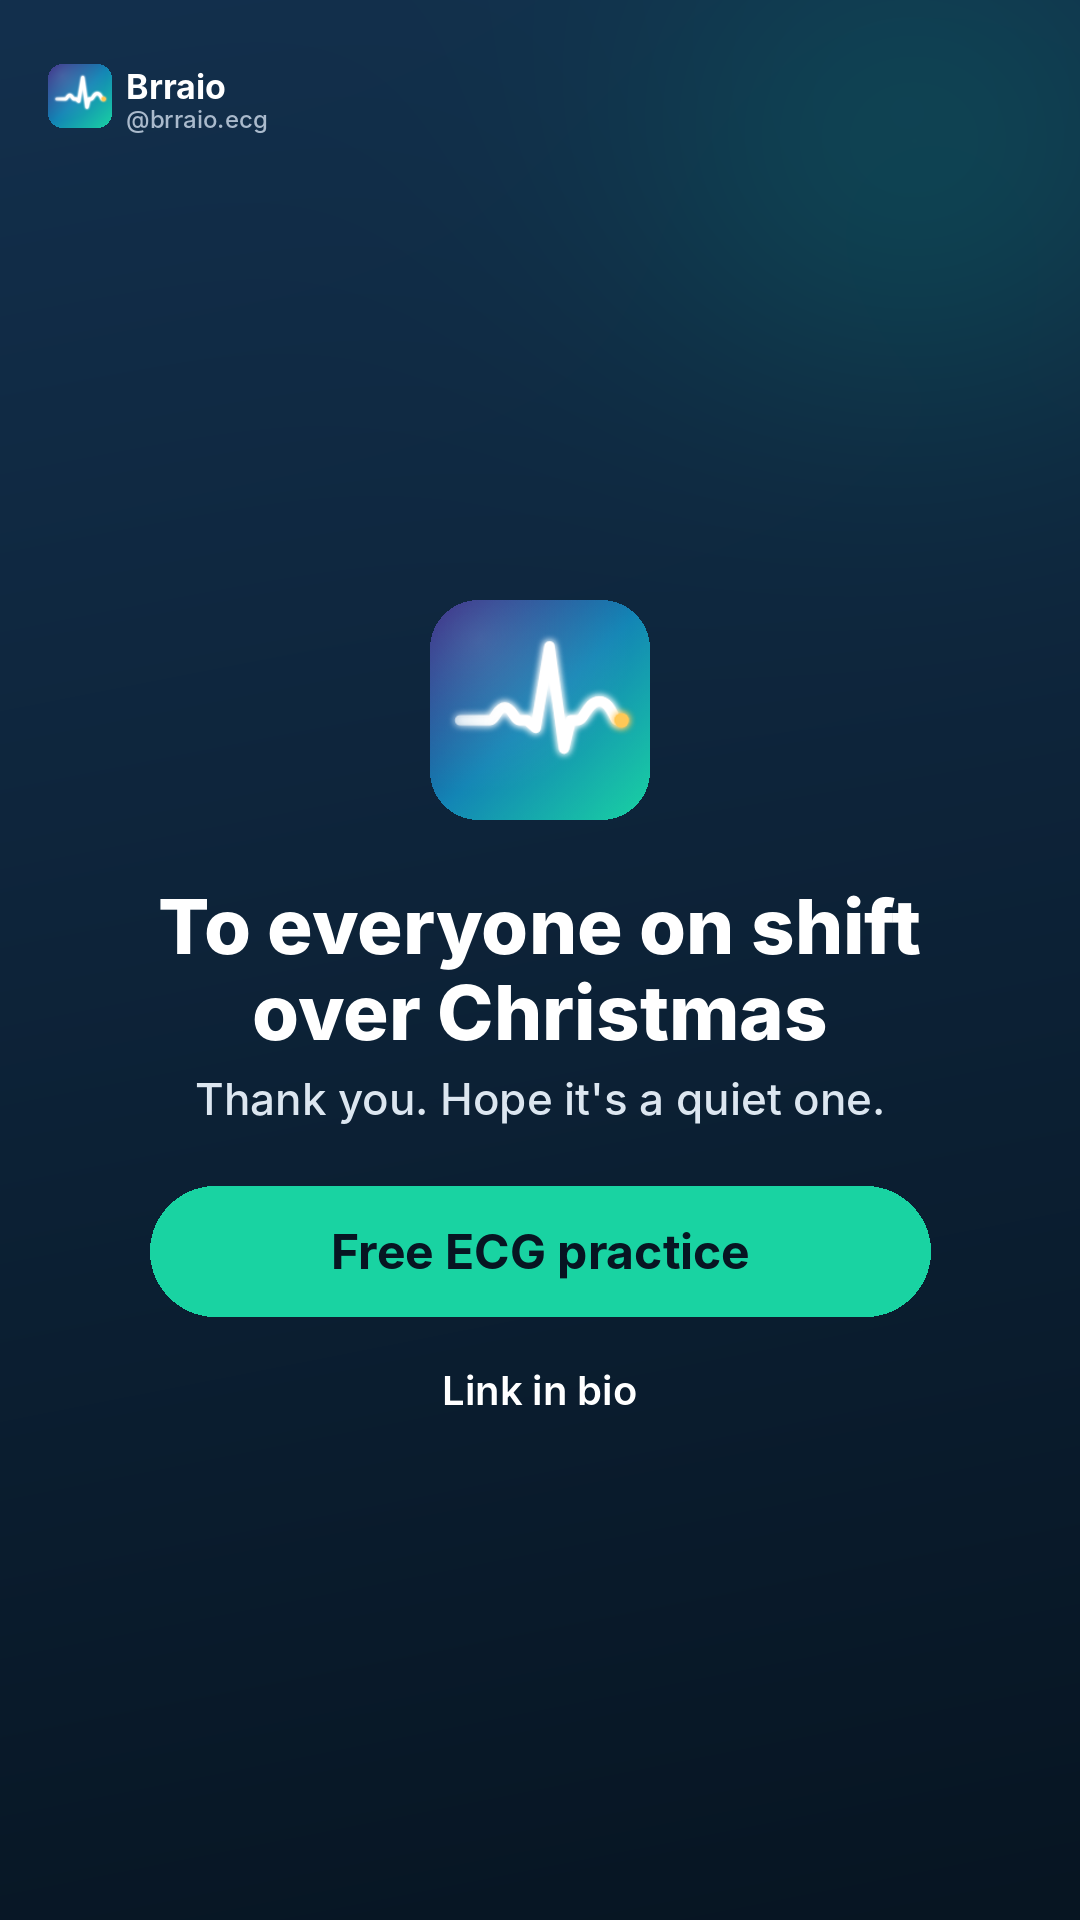 Brraio
@brraio.ecg
To everyone on shift
over Christmas
Thank you. Hope it's a quiet one.
Free ECG practice
Link in bio